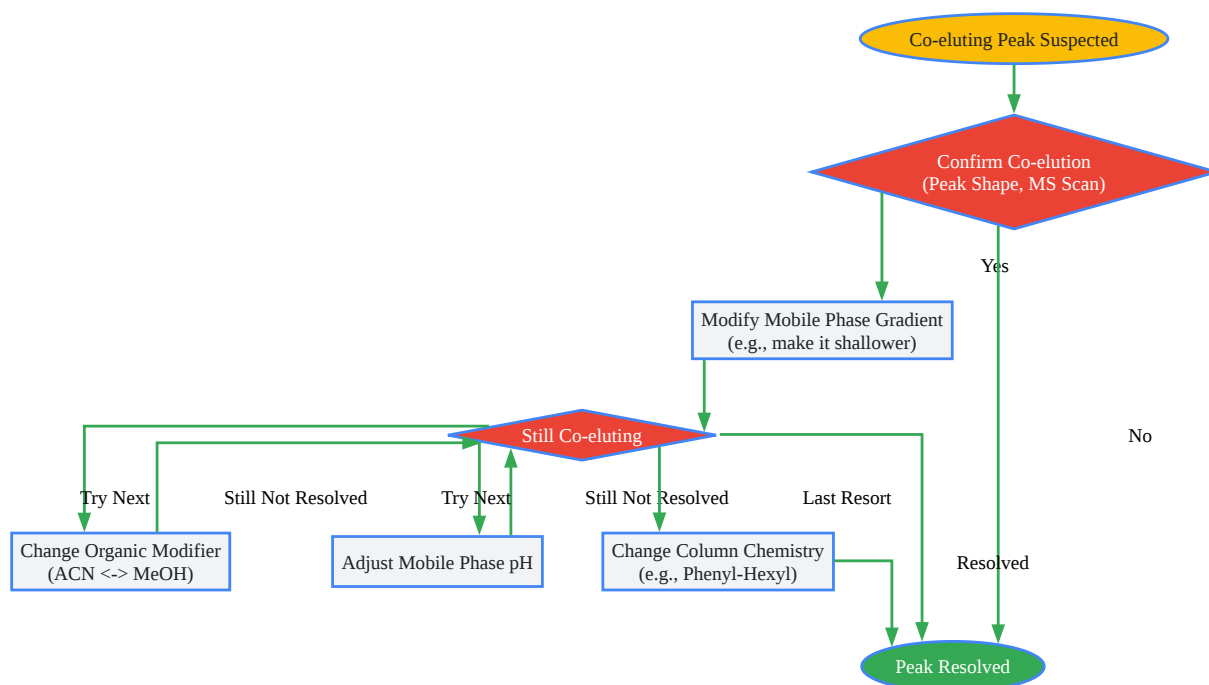 Co-eluting Peak Suspected
Confirm Co-elution
(Peak Shape, MS Scan)
Yes
Modify Mobile Phase Gradient
(e.g., make it shallower)
Still Co-eluting
No
Try Next
Still Not Resolved
Try Next
Still Not Resolved
Last Resort
Change Organic Modifier
(ACN <-> MeOH)
Adjust Mobile Phase pH
Change Column Chemistry
(e.g., Phenyl-Hexyl)
Resolved
Peak Resolved